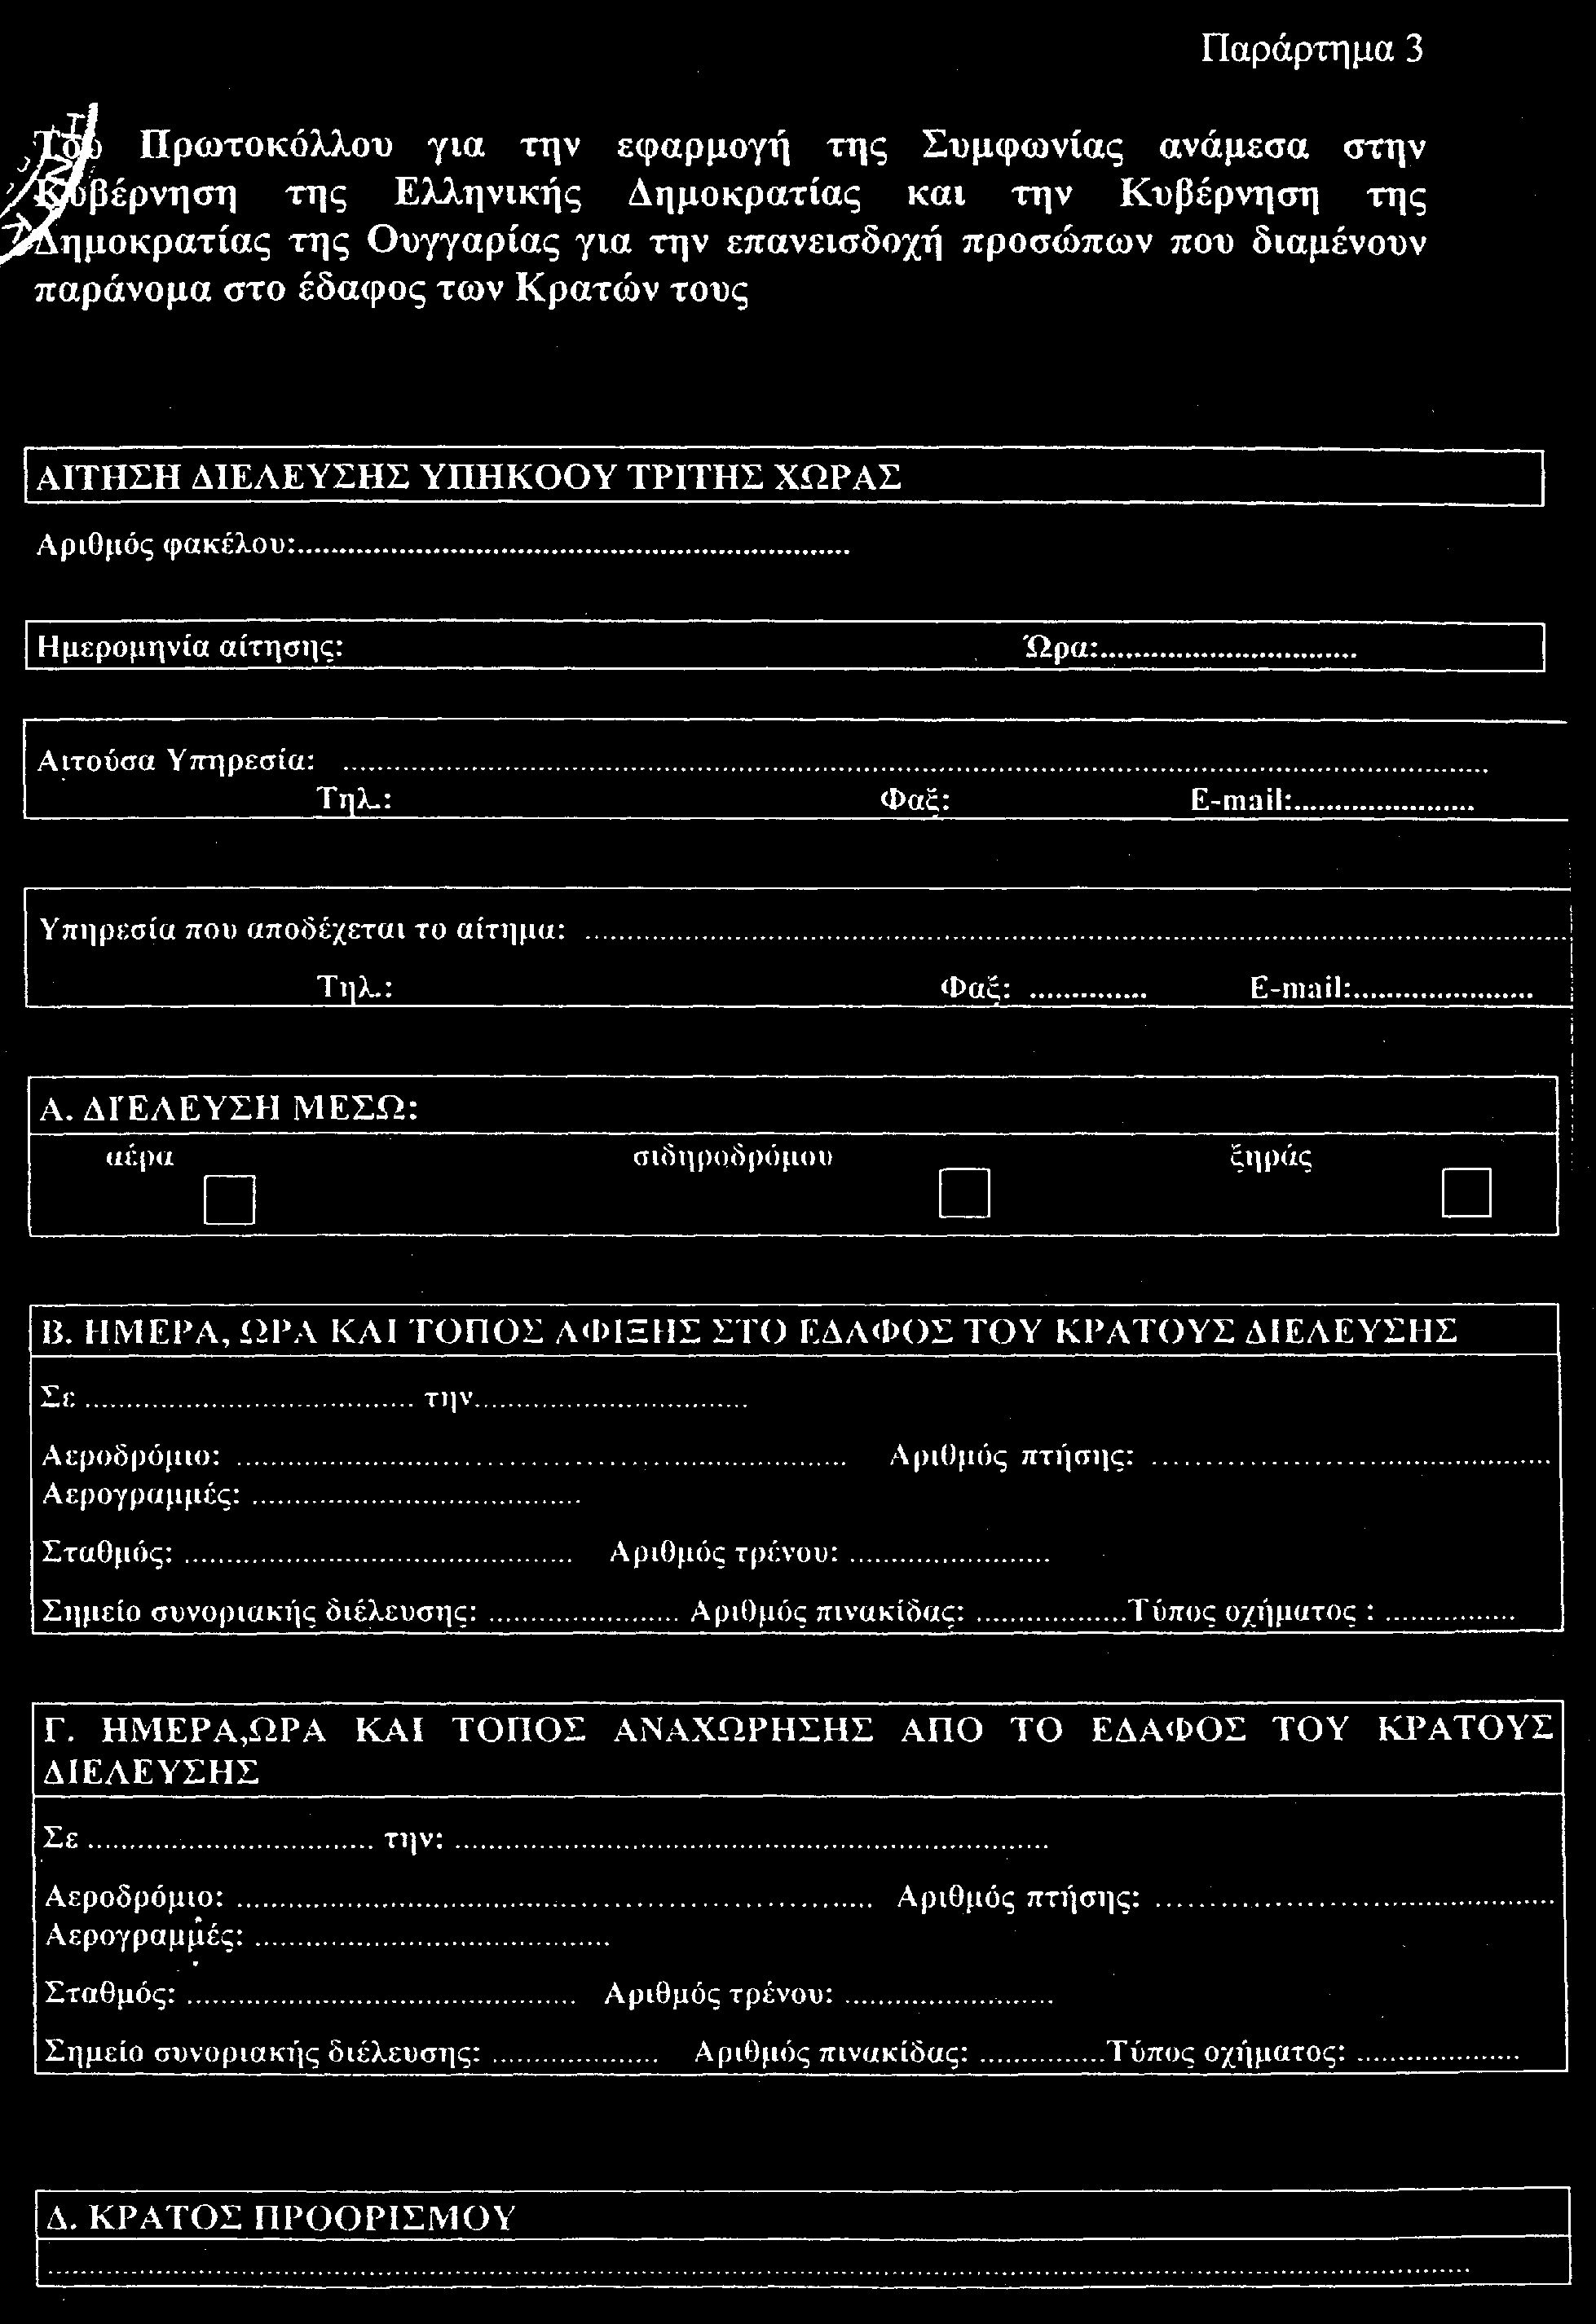 Παράρτημα 3
Του Πρωτοκόλλου για την εφαρμογή της Συμφωνίας ανάμεσα στην
Κυβέρνηση της Ελληνικής Δημοκρατίας και την Κυβέρνηση της
Δημοκρατίας της Ουγγαρίας για την επανεισδοχή προσώπων που διαμένουν
παράνομα στο έδαφος των Κρατών τους
ΑΙΤΗΣΗ ΔΙΕΛΕΥΣΗΣ ΥΠΗΚΟΟΥ ΤΡΙΤΗΣ ΧΩΡΑΣ
Αριθμός φακέλου:..............................
Ημερομηνία αίτησης: Ώρα:..............................
Αιτούσα Υπηρεσία: ..............................
Τηλ.: Φαξ: E-mail:....................
Υπηρεσία που αποδέχεται το αίτημα: ..............................
Τηλ.: Φαξ: .............. E-mail:....................
Α. ΔΙΕΛΕΥΣΗ ΜΕΣΩ:
αέρα σιδηροδρόμου ξηράς
Β. ΗΜΕΡΑ, ΩΡΑ ΚΑΙ ΤΟΠΟΣ ΑΦΙΞΗΣ ΣΤΟ ΕΔΑΦΟΣ ΤΟΥ ΚΡΑΤΟΥΣ ΔΙΕΛΕΥΣΗΣ
Σε .............................. την..............................
Αεροδρόμιο: .............................. Αριθμός πτήσης: ..............................
Αερογραμμές: ..............................
Σταθμός: .............................. Αριθμός τρένου: ....................
Σημείο συνοριακής διέλευσης: .................... Αριθμός πινακίδας: ................Τύπος οχήματος : ..............
Γ. ΗΜΕΡΑ,ΩΡΑ ΚΑΙ ΤΟΠΟΣ ΑΝΑΧΩΡΗΣΗΣ ΑΠΟ ΤΟ ΕΔΑΦΟΣ ΤΟΥ ΚΡΑΤΟΥΣ
ΔΙΕΛΕΥΣΗΣ
Σε .............................. την: ..............................
Αεροδρόμιο: .............................. Αριθμός πτήσης: ..............................
Αερογραμμές: ..............................
Σταθμός: .............................. Αριθμός τρένου: ....................
Σημείο συνοριακής διέλευσης: .................. Αριθμός πινακίδας: ..............Τύπος οχήματος: ................
Δ. ΚΡΑΤΟΣ ΠΡΟΟΡΙΣΜΟΥ
..............................